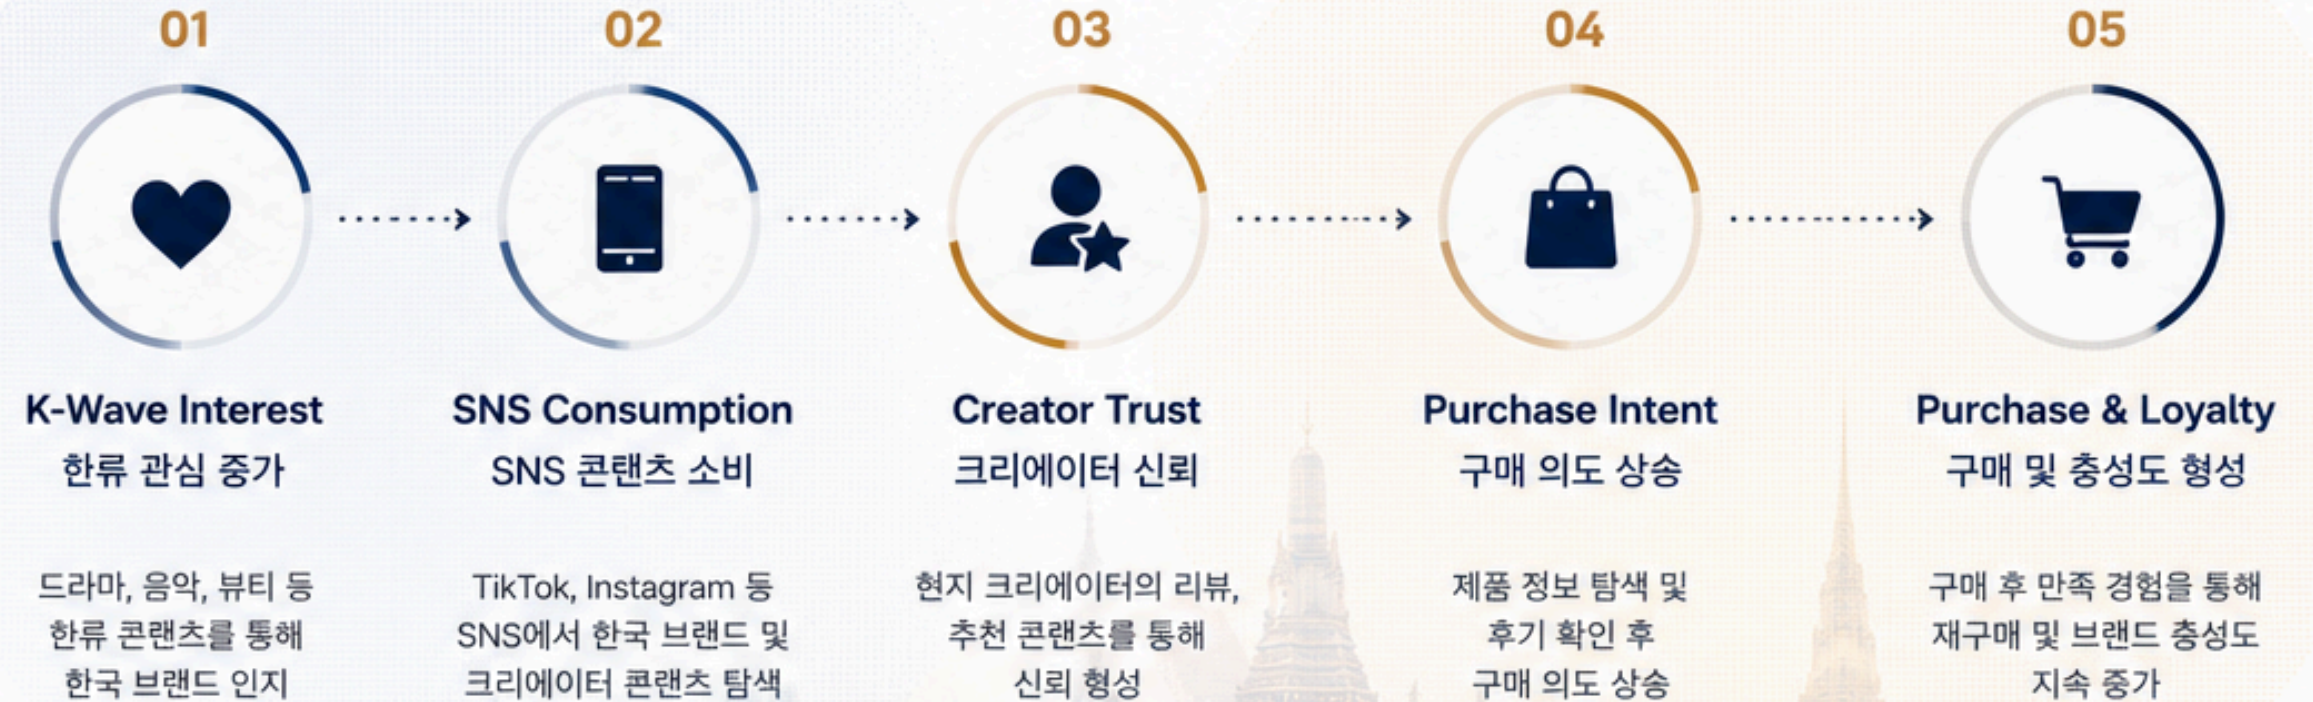 01
02
03
04
05
K-Wave Interest
한류 관심 중가
SNS Consumption
SNS 콘랜츠 소비
Creator Trust
크리에이터 신뢰
Purchase Intent
구매 의도 상송
Purchase & Loyalty
구매 및 충성도 형성
드라마, 음악, 뷰티 등
한류 콘랜츠를 통해
한국 브랜드 인지
TikTok, Instagram 등
SNS에서 한국 브랜드 및
크리에이터 콘랜츠 탐색
현지 크리에이터의 리뷰,
추천 콘랜츠를 통해
신뢰 형성
제품 정보 탐색 및
후기 확인 후
구매 의도 상송
구매 후 만족 경험을 통해
재구매 및 브랜드 충성도
지속 중가